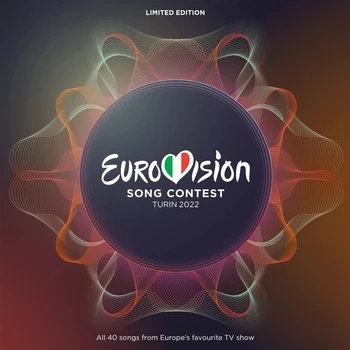 LIMITED EDITION
EUROVISION
SONG CONTEST
TURIN 2022
All 40 songs from Europe's favourite TV show